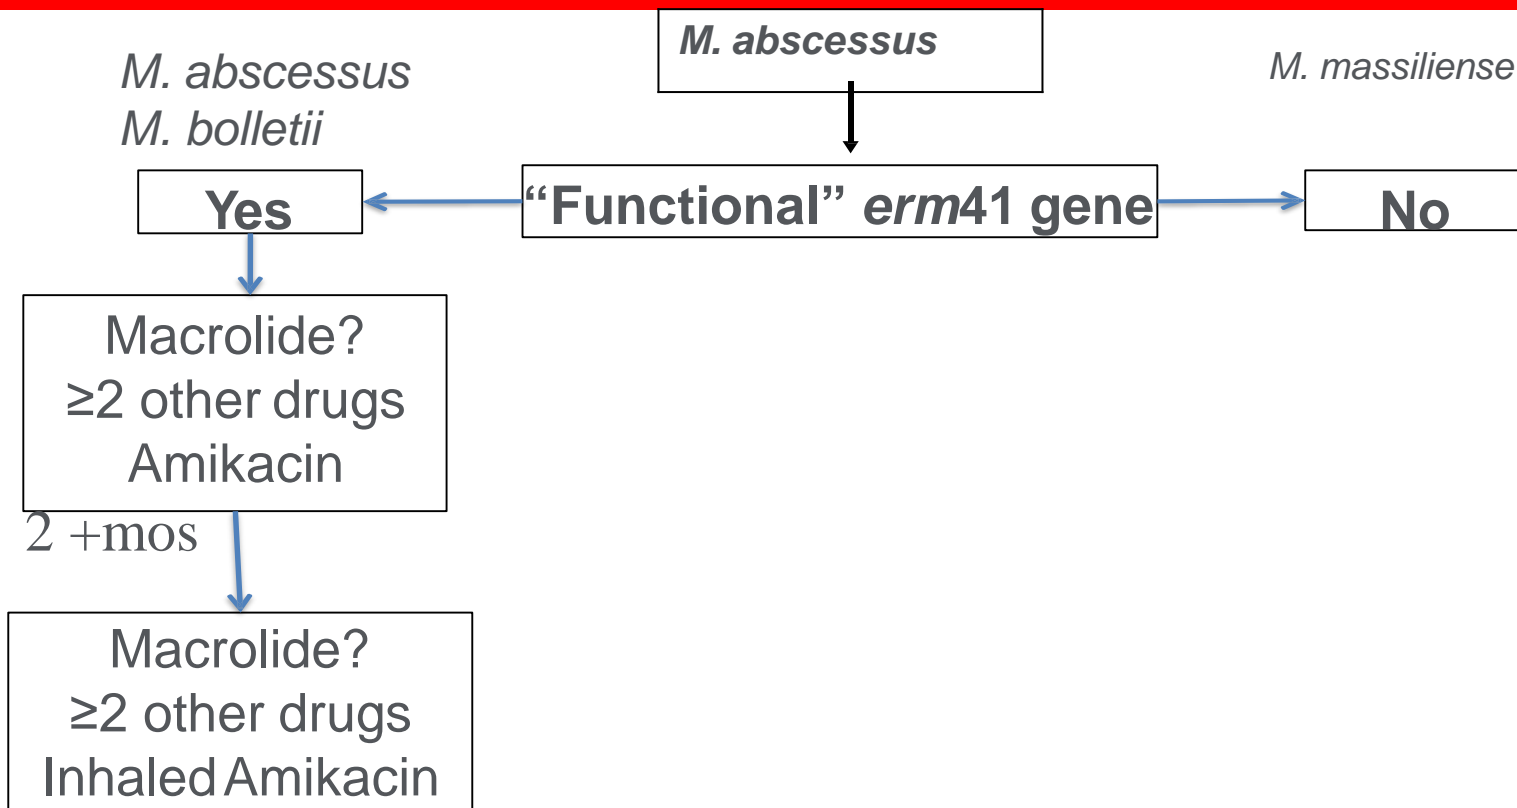 M. abscessus
M. abscessus
M. bolletii
M. massiliense
Yes
“Functional” erm41 gene
No
Macrolide?
≥2 other drugs
Amikacin
2 +mos
Macrolide?
≥2 other drugs
Inhaled Amikacin